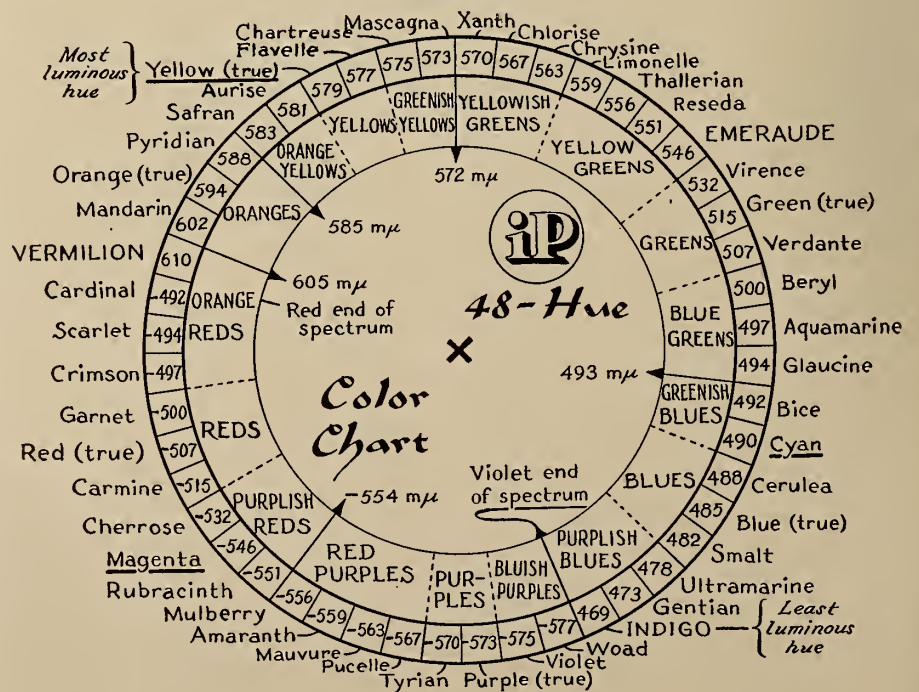 Xanth
Chlorise
Chrysine
Limonelle
Thallerian
Reseda
EMERAUDE
Virence
Green (true)
Verdante
Beryl
Aquamarine
Glaucine
Bice
Cyan
Cerulea
Blue (true)
Smalt
Ultramarine
Gentian
INDIGO
Least
luminous
hue
Woad
Violet
Purple (true)
Tyrian
Pucelle
Mauvure
Amaranth
Mulberry
Rubracinth
Magenta
Cherrose
Carmine
Red (true)
Garnet
Crimson
Scarlet
Cardinal
VERMILION
Mandarin
Orange (true)
Pyridian
Safran
Aurise
Yellow (true)
Most
luminous
hue
Flavelle
Chartreuse
Mascagna
570
567
563
559
556
551
546
532
515
507
500
497
494
492
490
488
485
482
478
473
469
-577
-575
-573
-570
-567
-563
-559
-556
-551
-546
-532
-515
-507
-500
-497
-494
-492
610
602
594
588
583
581
579
577
575
573
YELLOWISH
GREENS
YELLOW
GREENS
GREENS
BLUE
GREENS
GREENISH
BLUES
BLUES
PURPLISH
BLUES
BLUISH
PURPLES
PUR-
PLES
RED
PURPLES
PURPLISH
REDS
REDS
ORANGE
REDS
ORANGES
ORANGE
YELLOWS
YELLOWS
GREENISH
YELLOWS
572 mμ
585 mμ
605 mμ
Red end of
spectrum
iP
48-Hue
Color
Chart
493 mμ
Violet end
of spectrum
-554 mμ